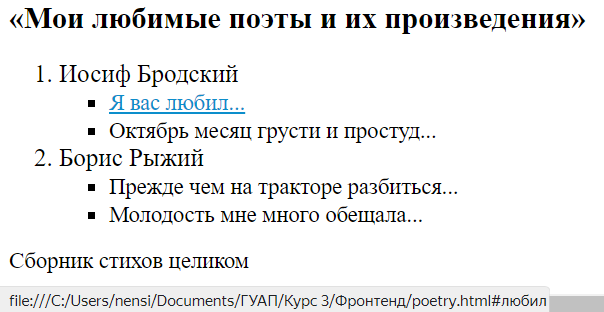 «Мои любимые поэты и их произведения»
1. Иосиф Бродский
▪ Я вас любил...
▪ Октябрь месяц грусти и простуд...
2. Борис Рыжий
▪ Прежде чем на тракторе разбиться...
▪ Молодость мне много обещала...
Сборник стихов целиком
file:///C:/Users/nensi/Documents/ГУАП/Курс 3/Фронтенд/poetry.html#любил